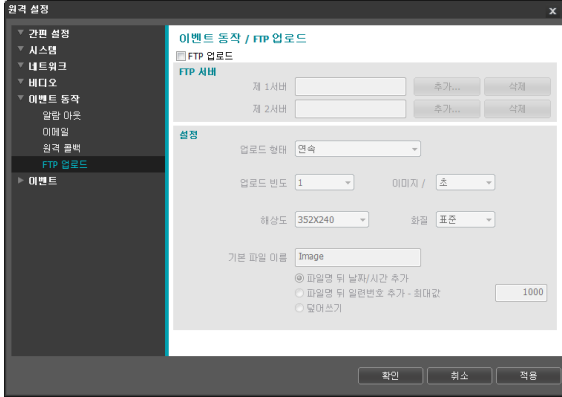 원격 설정 x
간편 설정
시스템
네트워크
비디오
이벤트 동작
알람 아웃
이메일
원격 콜백
FTP 업로드
이벤트
이벤트 동작 / FTP 업로드
FTP 업로드
FTP 서버
제 1서버 추가... 삭제
제 2서버 추가... 삭제
설정
업로드 형태 연속
업로드 빈도 1 이미지 / 초
해상도 352X240 화질 표준
기본 파일 이름 Image
파일명 뒤 날짜/시간 추가
파일명 뒤 일련번호 추가 - 최대값 1000
덮어쓰기
확인 취소 적용